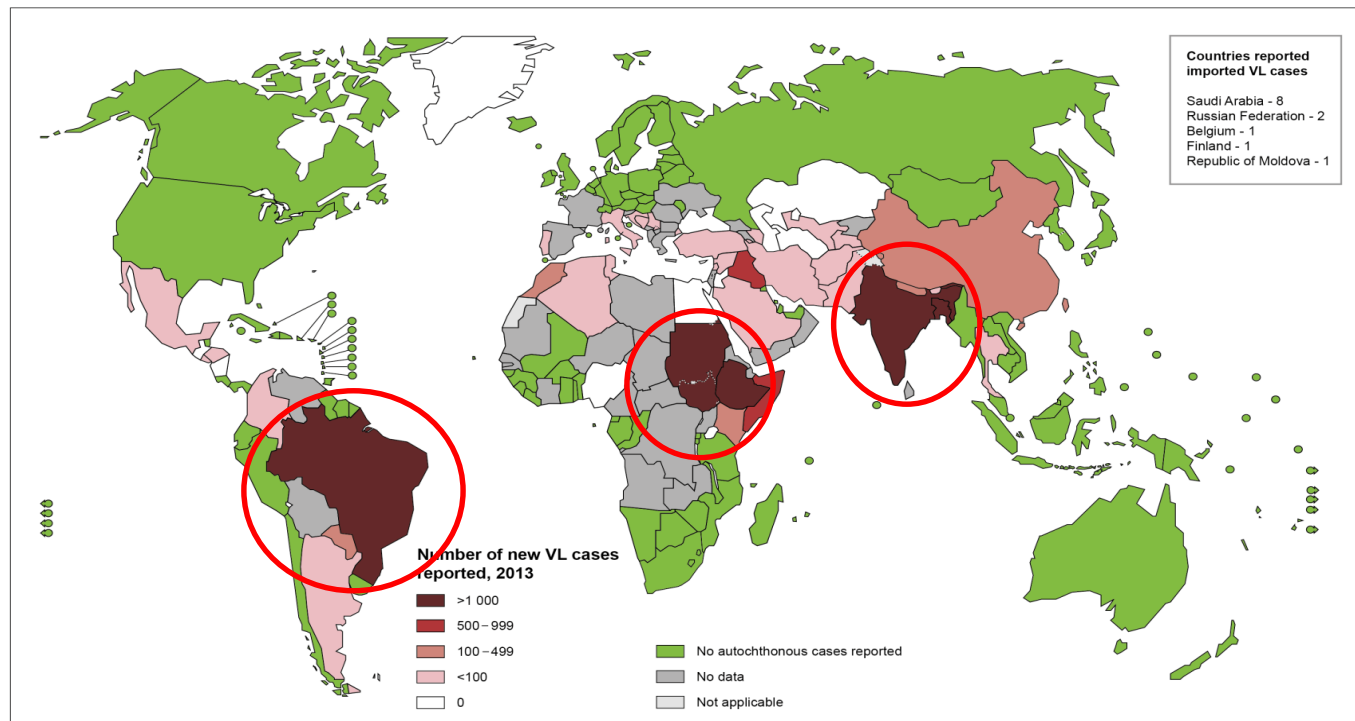 Countries reported
imported VL cases
Saudi Arabia - 8
Russian Federation - 2
Belgium - 1
Finland - 1
Republic of Moldova - 1
Number of new VL cases
reported, 2013
>1 000
500–999
100–499
<100
0
No autochthonous cases reported
No data
Not applicable